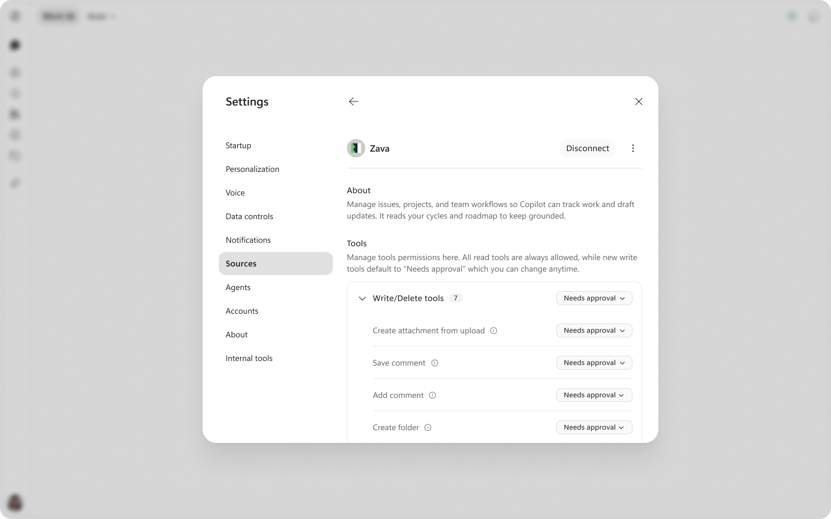 Settings
Startup
Personalization
Voice
Data controls
Notifications
Sources
Agents
Accounts
About
Internal tools
Zava
Disconnect
About
Manage issues, projects, and team workflows so Copilot can track work and draft
updates. It reads your cycles and roadmap to keep grounded.
Tools
Manage tools permissions here. All read tools are always allowed, while new write
tools default to “Needs approval” which you can change anytime.
Write/Delete tools 7 Needs approval
Create attachment from upload Needs approval
Save comment Needs approval
Add comment Needs approval
Create folder Needs approval